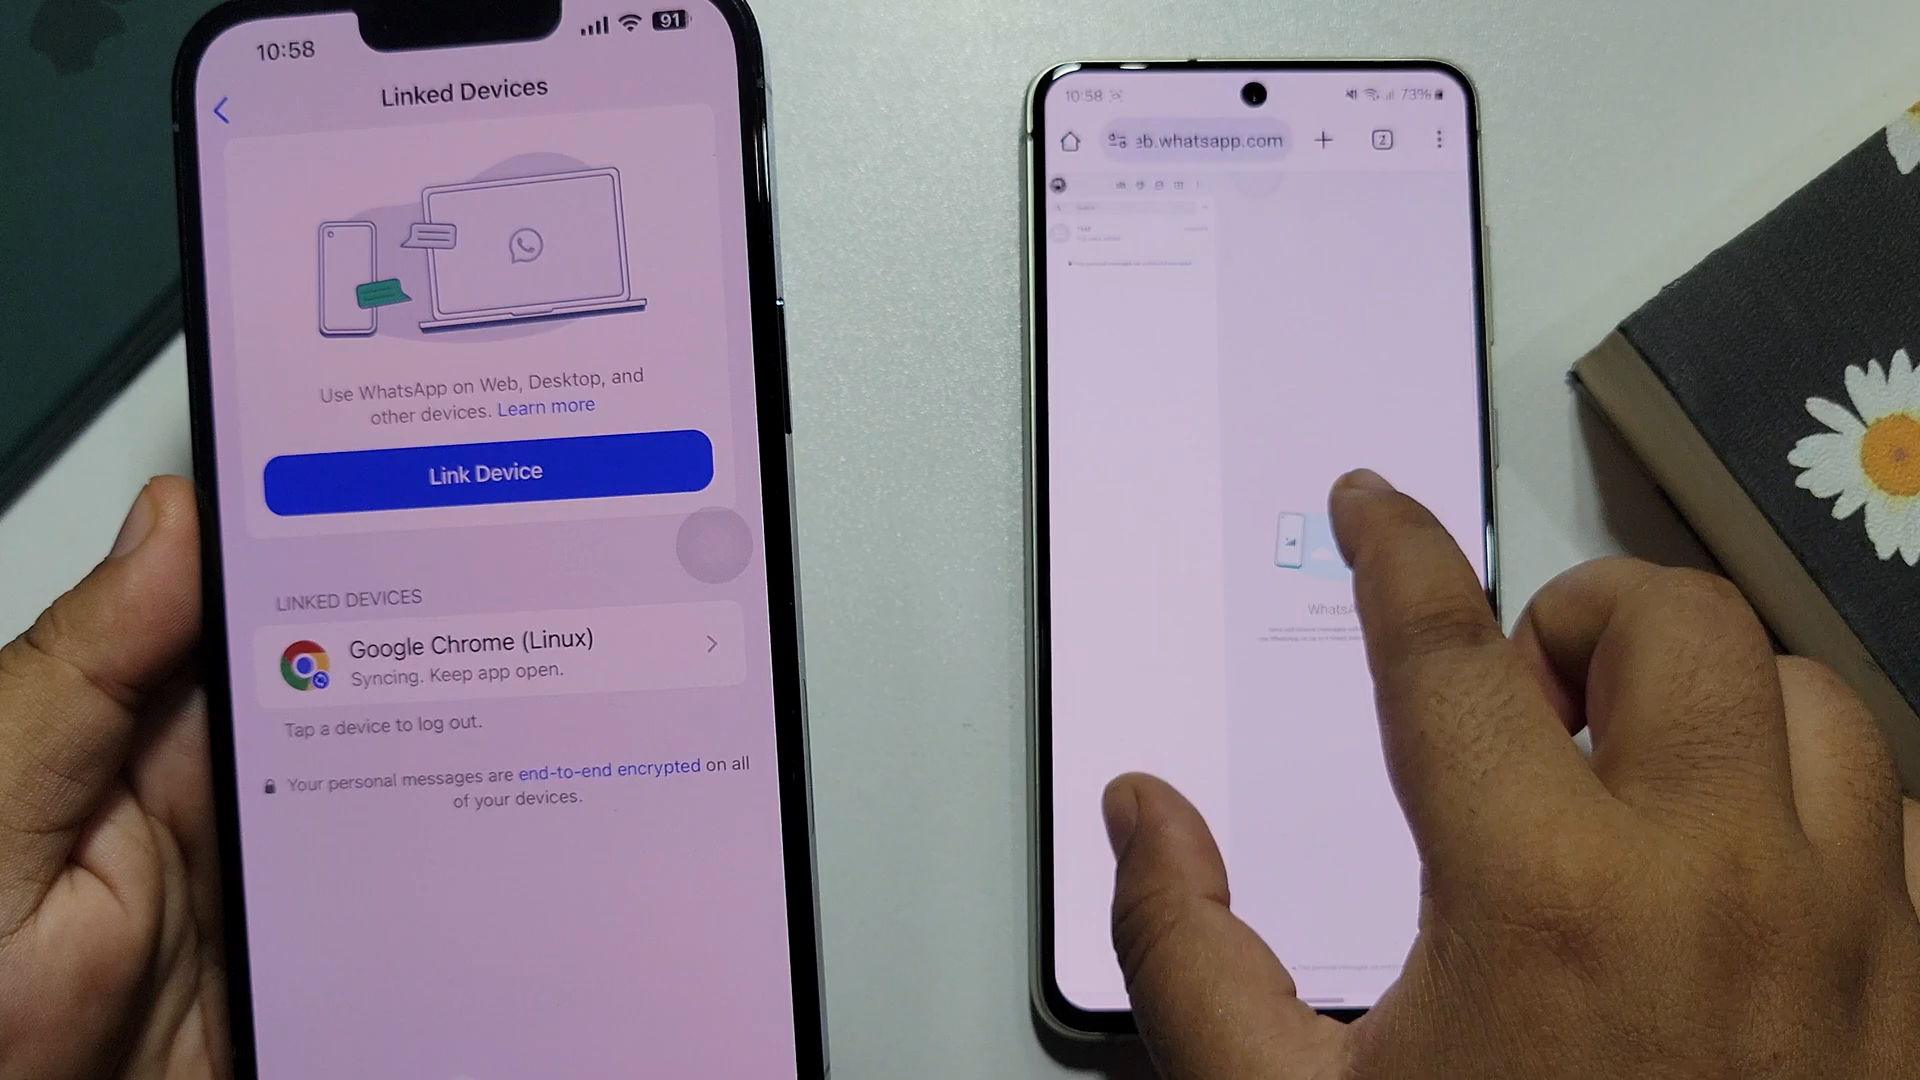 10:58
91
Linked Devices
Use WhatsApp on Web, Desktop, and
other devices. Learn more
Link Device
LINKED DEVICES
Google Chrome (Linux)
Syncing. Keep app open.
Tap a device to log out.
Your personal messages are end-to-end encrypted on all
of your devices.
10:58
73%
eb.whatsapp.com
2
WhatsA